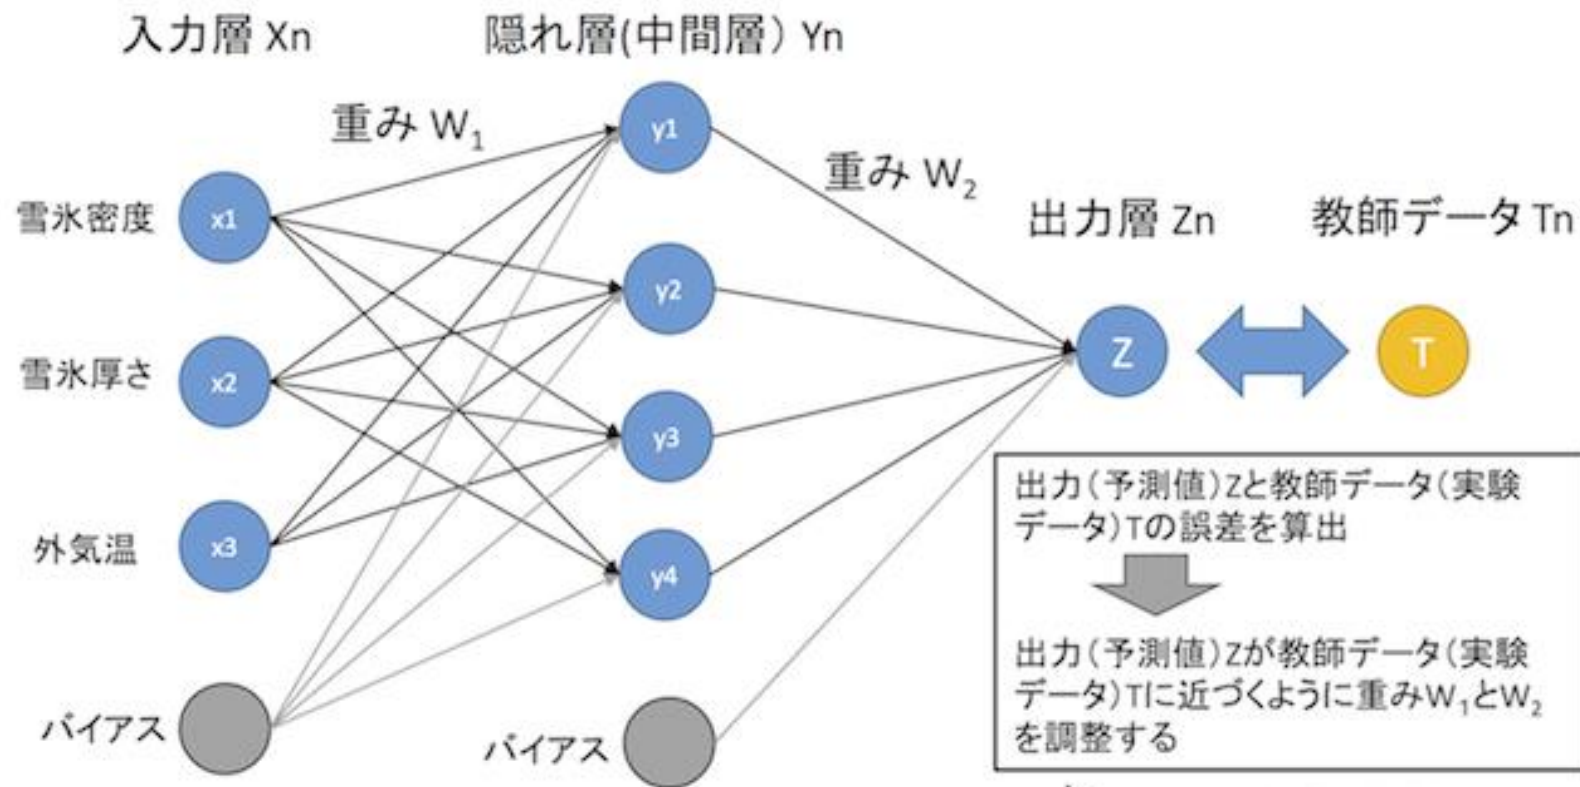 入力層 Xn
隠れ層(中間層) Yn
重み W₁
y1
重み W₂
雪氷密度
x1
出力層 Zn
教師データ Tn
y2
Z
T
雪氷厚さ
x2
y3
出力(予測値)Zと教師データ(実験
データ)Tの誤差を算出
外気温
x3
y4
出力(予測値)Zが教師データ(実験
データ)Tに近づくように重みW₁とW₂
を調整する
バイアス
バイアス